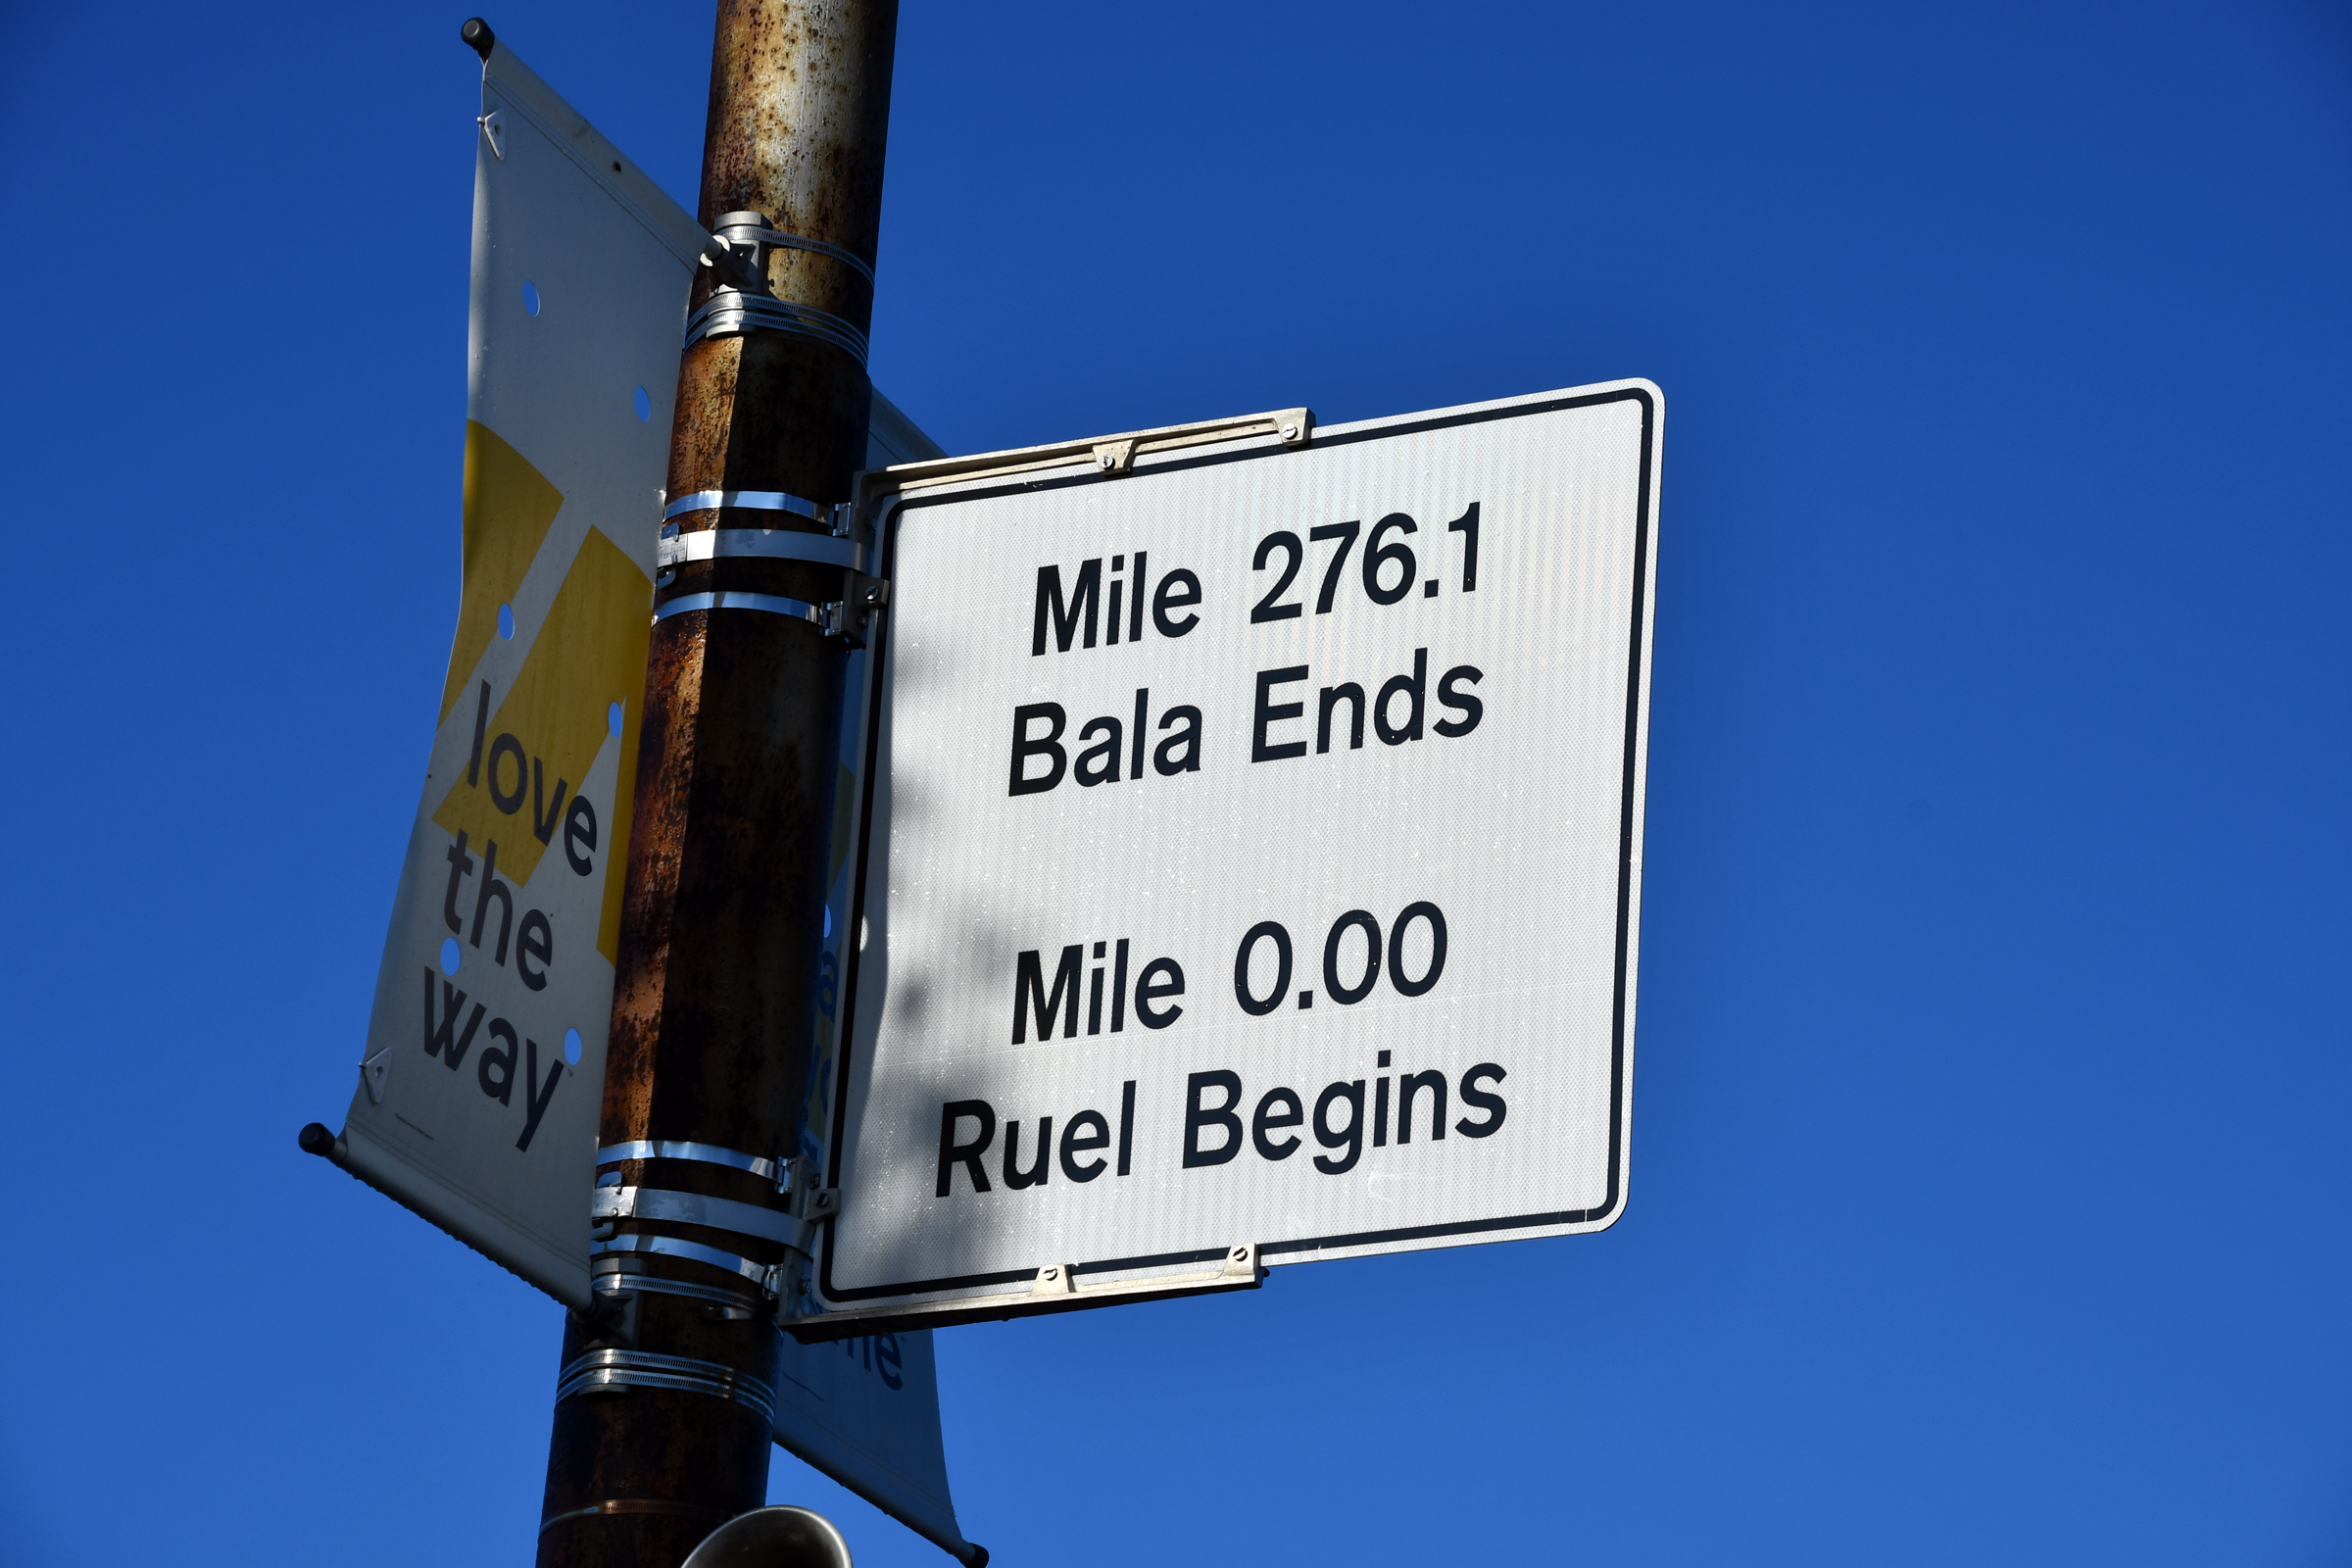 love
the
way
Mile 276.1
Bala Ends
Mile 0.00
Ruel Begins